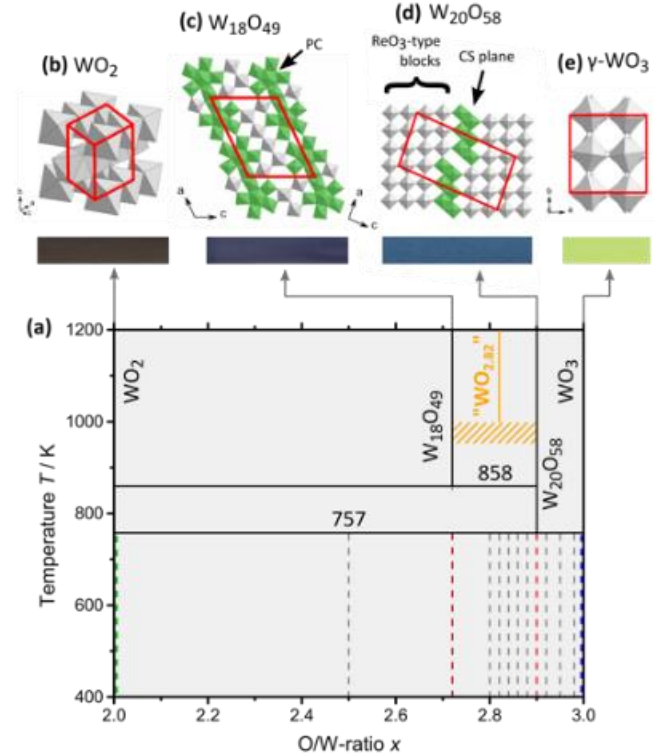 (d) W20O58
(c) W18O49
ReO3-type
blocks
CS plane
(e) γ-WO3
(b) WO2
PC
a
c
a
c
b
a
(a)
1200
1000
800
600
400
Temperature T / K
WO2
W18O49
"WO2.82"
W20O58
WO3
858
757
2.0 2.2 2.4 2.6 2.8 3.0
O/W-ratio x